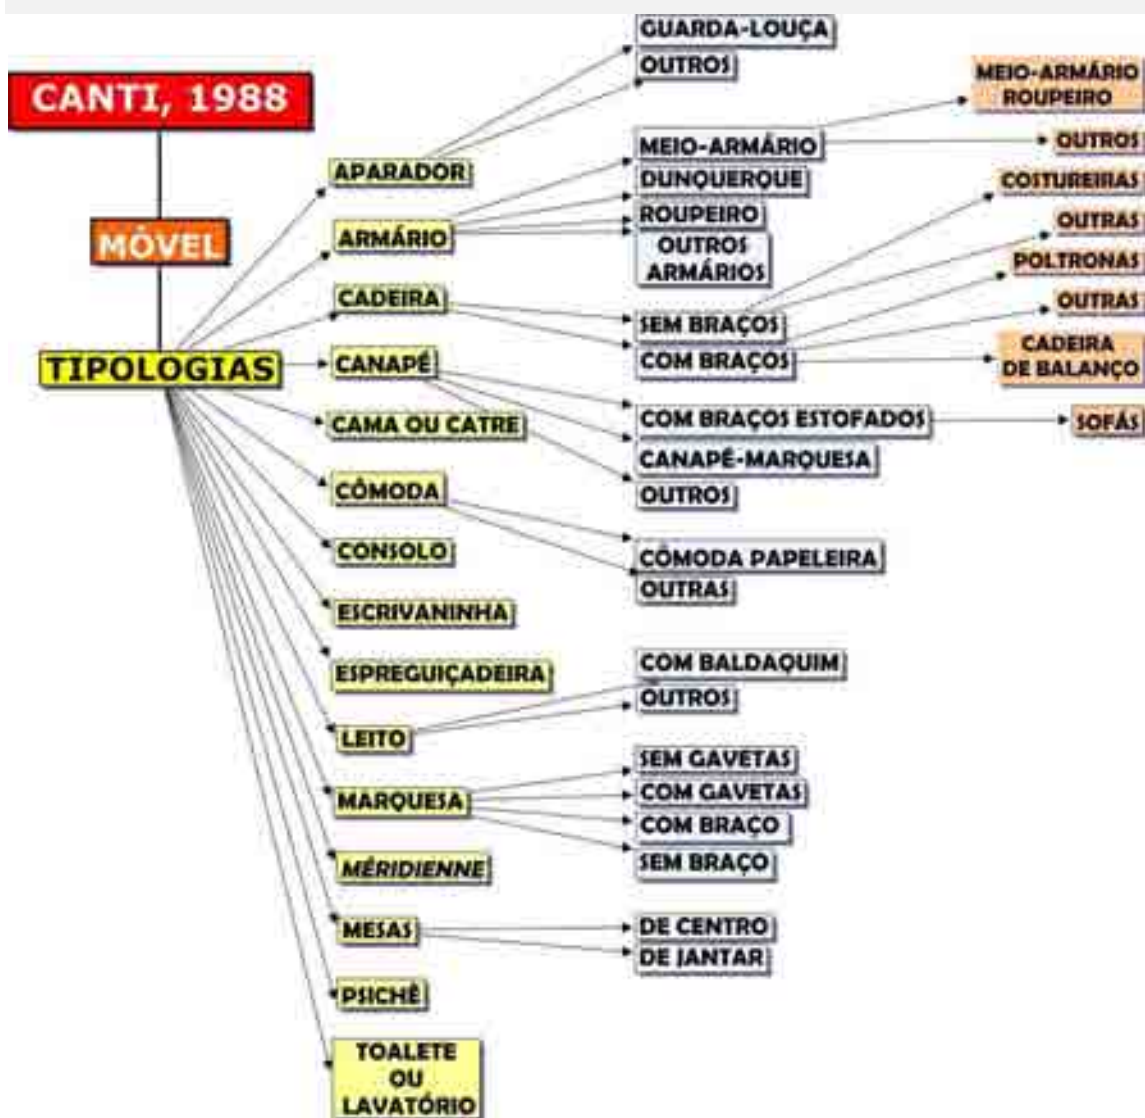 CANTI, 1988
MÓVEL
TIPOLOGIAS
APARADOR
ARMÁRIO
CADEIRA
CANAPÉ
CAMA OU CATRE
CÔMODA
CONSOLO
ESCRIVANINHA
ESPREGUIÇADEIRA
LEITO
MARQUESA
MÉRIDIENNE
MESAS
PSICHÊ
TOALETE
OU
LAVATÓRIO
GUARDA-LOUÇA
OUTROS
MEIO-ARMÁRIO
DUNQUERQUE
ROUPEIRO
OUTROS
ARMÁRIOS
SEM BRAÇOS
COM BRAÇOS
COM BRAÇOS ESTOFADOS
CANAPÉ-MARQUESA
OUTROS
CÔMODA PAPELEIRA
OUTRAS
COM BALDAQUIM
OUTROS
SEM GAVETAS
COM GAVETAS
COM BRAÇO
SEM BRAÇO
DE CENTRO
DE JANTAR
MEIO-ARMÁRIO
ROUPEIRO
OUTROS
COSTUREIRAS
OUTRAS
POLTRONAS
OUTRAS
CADEIRA
DE BALANÇO
SOFÁS